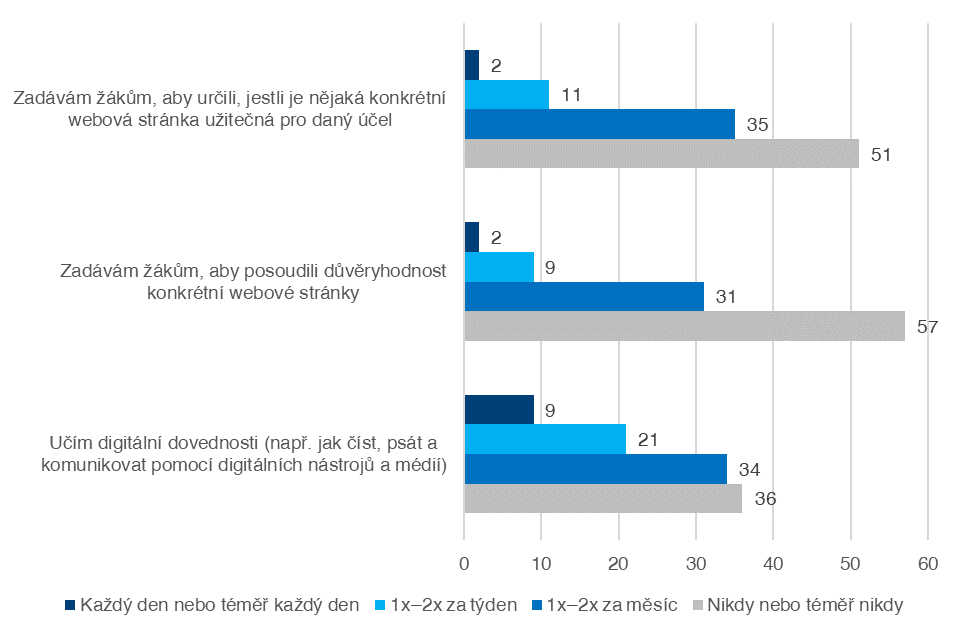 Zadávám žákům, aby určili, jestli je nějaká konkrétní
webová stránka užitečná pro daný účel
2
11
35
51
Zadávám žákům, aby posoudili důvěryhodnost
konkrétní webové stránky
2
9
31
57
Učím digitální dovednosti (např. jak číst, psát a
komunikovat pomocí digitálních nástrojů a médií)
9
21
34
36
0 10 20 30 40 50 60
Každý den nebo téměř každý den 1x–2x za týden 1x–2x za měsíc Nikdy nebo téměř nikdy